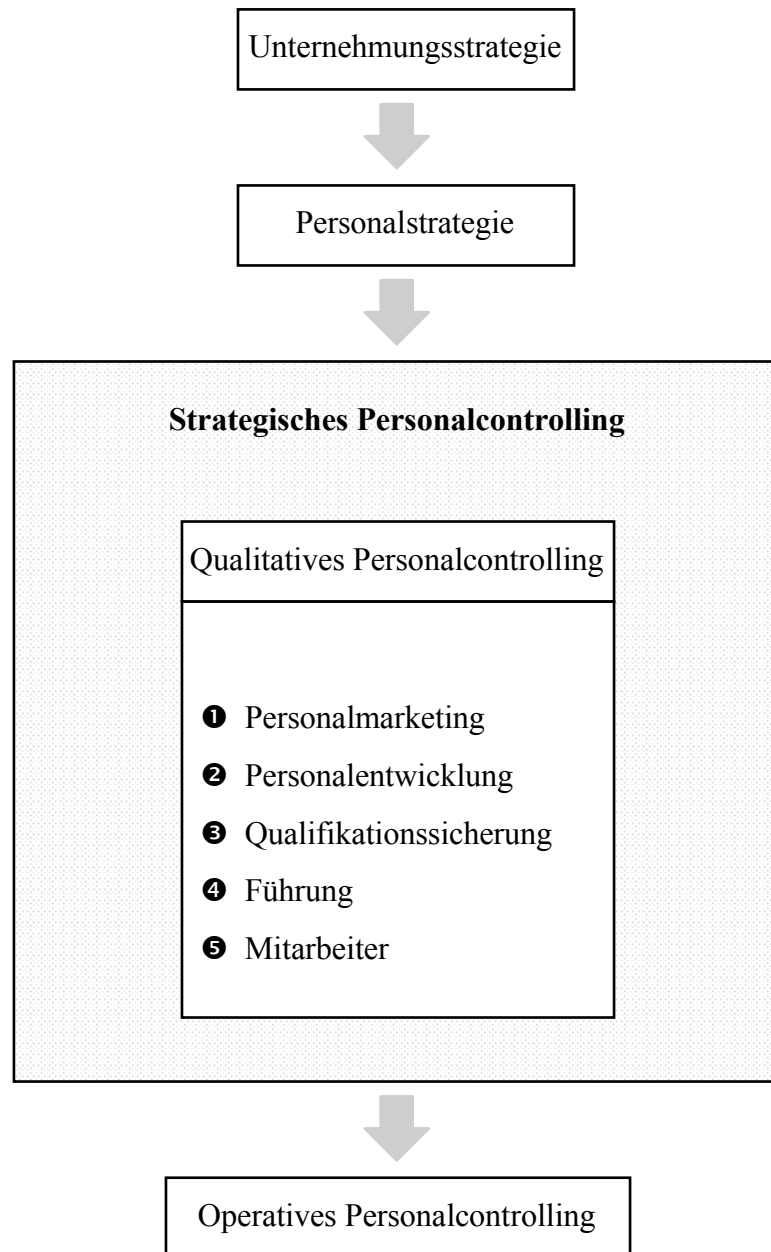 Unternehmungsstrategie
Personalstrategie
Strategisches Personalcontrolling
Qualitatives Personalcontrolling
❶ Personalmarketing
❷ Personalentwicklung
❸ Qualifikationssicherung
❹ Führung
❺ Mitarbeiter
Operatives Personalcontrolling